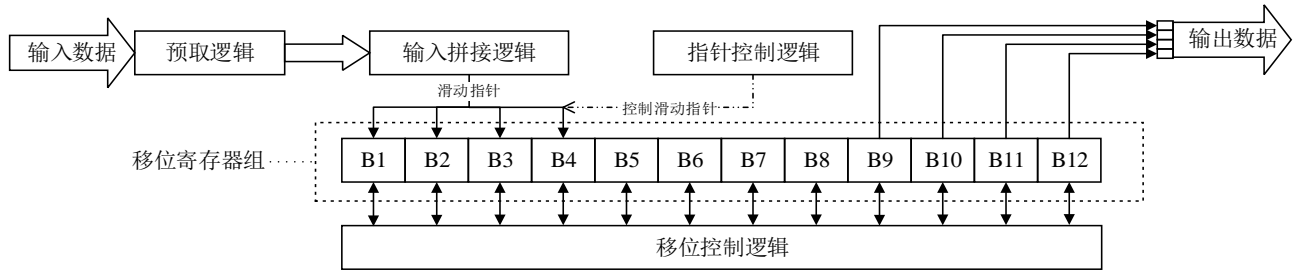 输入数据
预取逻辑
输入拼接逻辑
指针控制逻辑
输出数据
滑动指针
控制滑动指针
移位寄存器组
B1 B2 B3 B4 B5 B6 B7 B8 B9 B10 B11 B12
移位控制逻辑